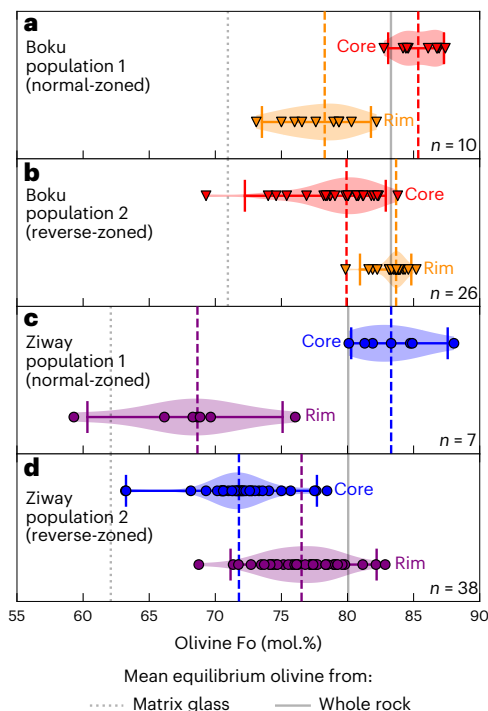 a
Boku
population 1
(normal-zoned)
Core
Rim
n = 10
b
Boku
population 2
(reverse-zoned)
Core
Rim
n = 26
c
Ziway
population 1
(normal-zoned)
Core
Rim
n = 7
d
Ziway
population 2
(reverse-zoned)
Core
Rim
n = 38
55 60 65 70 75 80 85 90
Olivine Fo (mol.%)
Mean equilibrium olivine from:
Matrix glass Whole rock